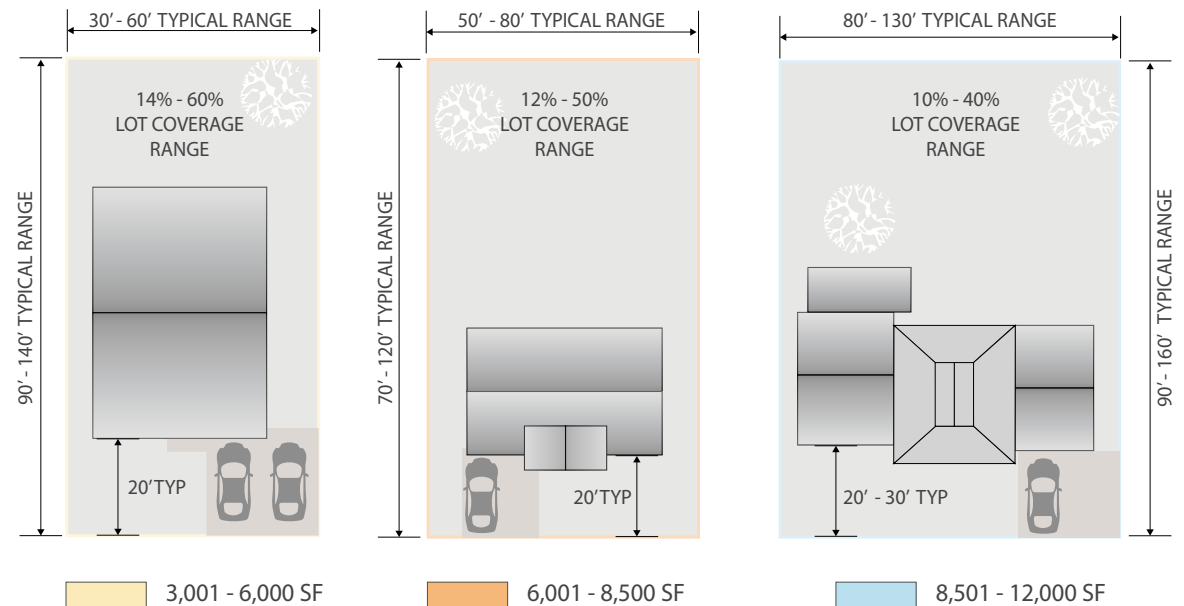 30' - 60' TYPICAL RANGE
90' - 140' TYPICAL RANGE
14% - 60%
LOT COVERAGE
RANGE
20' TYP
3,001 - 6,000 SF
50' - 80' TYPICAL RANGE
70' - 120' TYPICAL RANGE
12% - 50%
LOT COVERAGE
RANGE
20' TYP
6,001 - 8,500 SF
80' - 130' TYPICAL RANGE
10% - 40%
LOT COVERAGE
RANGE
90' - 160' TYPICAL RANGE
20' - 30' TYP
8,501 - 12,000 SF